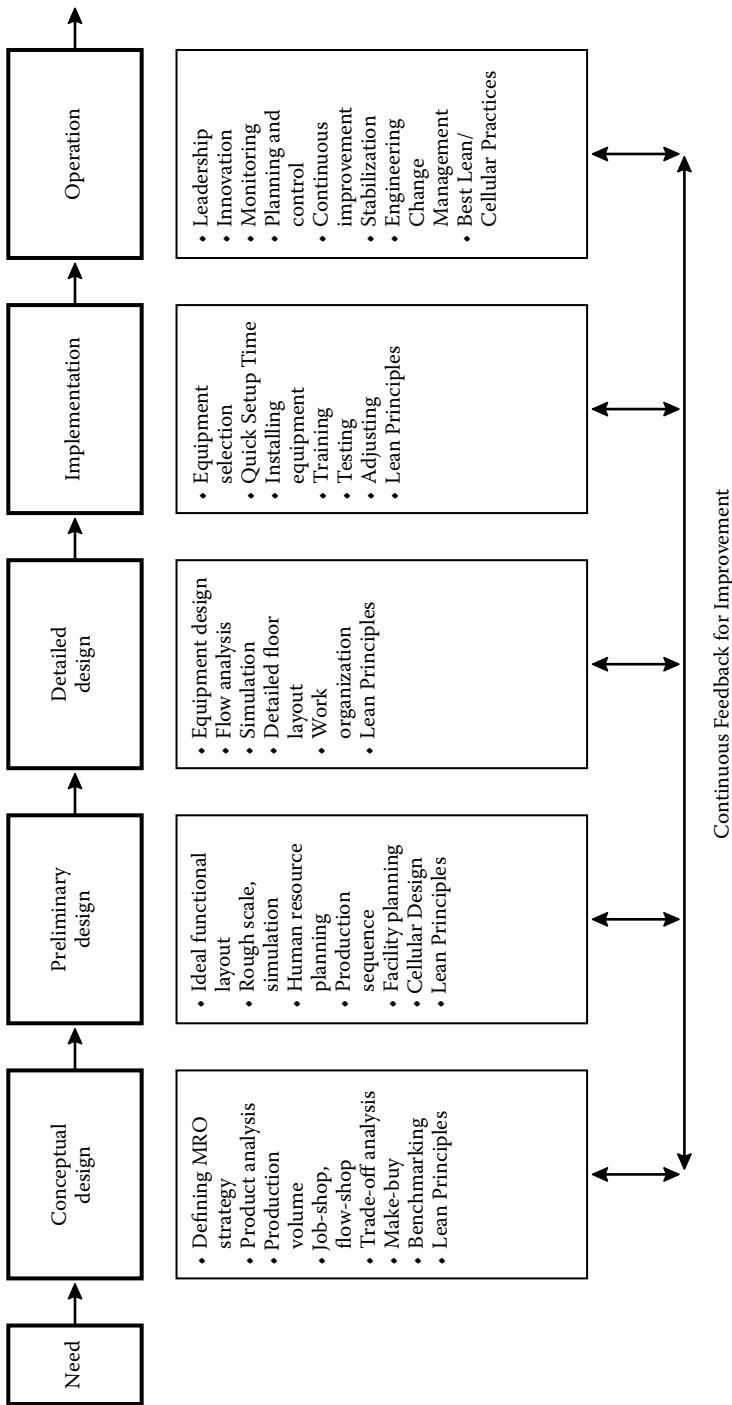 Need
Conceptual
design
Preliminary
design
Detailed
design
Implementation
Operation
• Defining MRO
strategy
• Product analysis
• Production
volume
• Job-shop,
flow-shop
• Trade-off analysis
• Make-buy
• Benchmarking
• Lean Principles
• Ideal functional
layout
• Rough scale,
simulation
• Human resource
planning
• Production
sequence
• Facility planning
• Cellular Design
• Lean Principles
• Equipment design
• Flow analysis
• Simulation
• Detailed floor
layout
• Work
organization
• Lean Principles
• Equipment
selection
• Quick Setup Time
• Installing
equipment
• Training
• Testing
• Adjusting
• Lean Principles
• Leadership
• Innovation
• Monitoring
• Planning and
control
• Continuous
improvement
• Stabilization
• Engineering
Change
Management
• Best Lean/
Cellular Practices
Continuous Feedback for Improvement